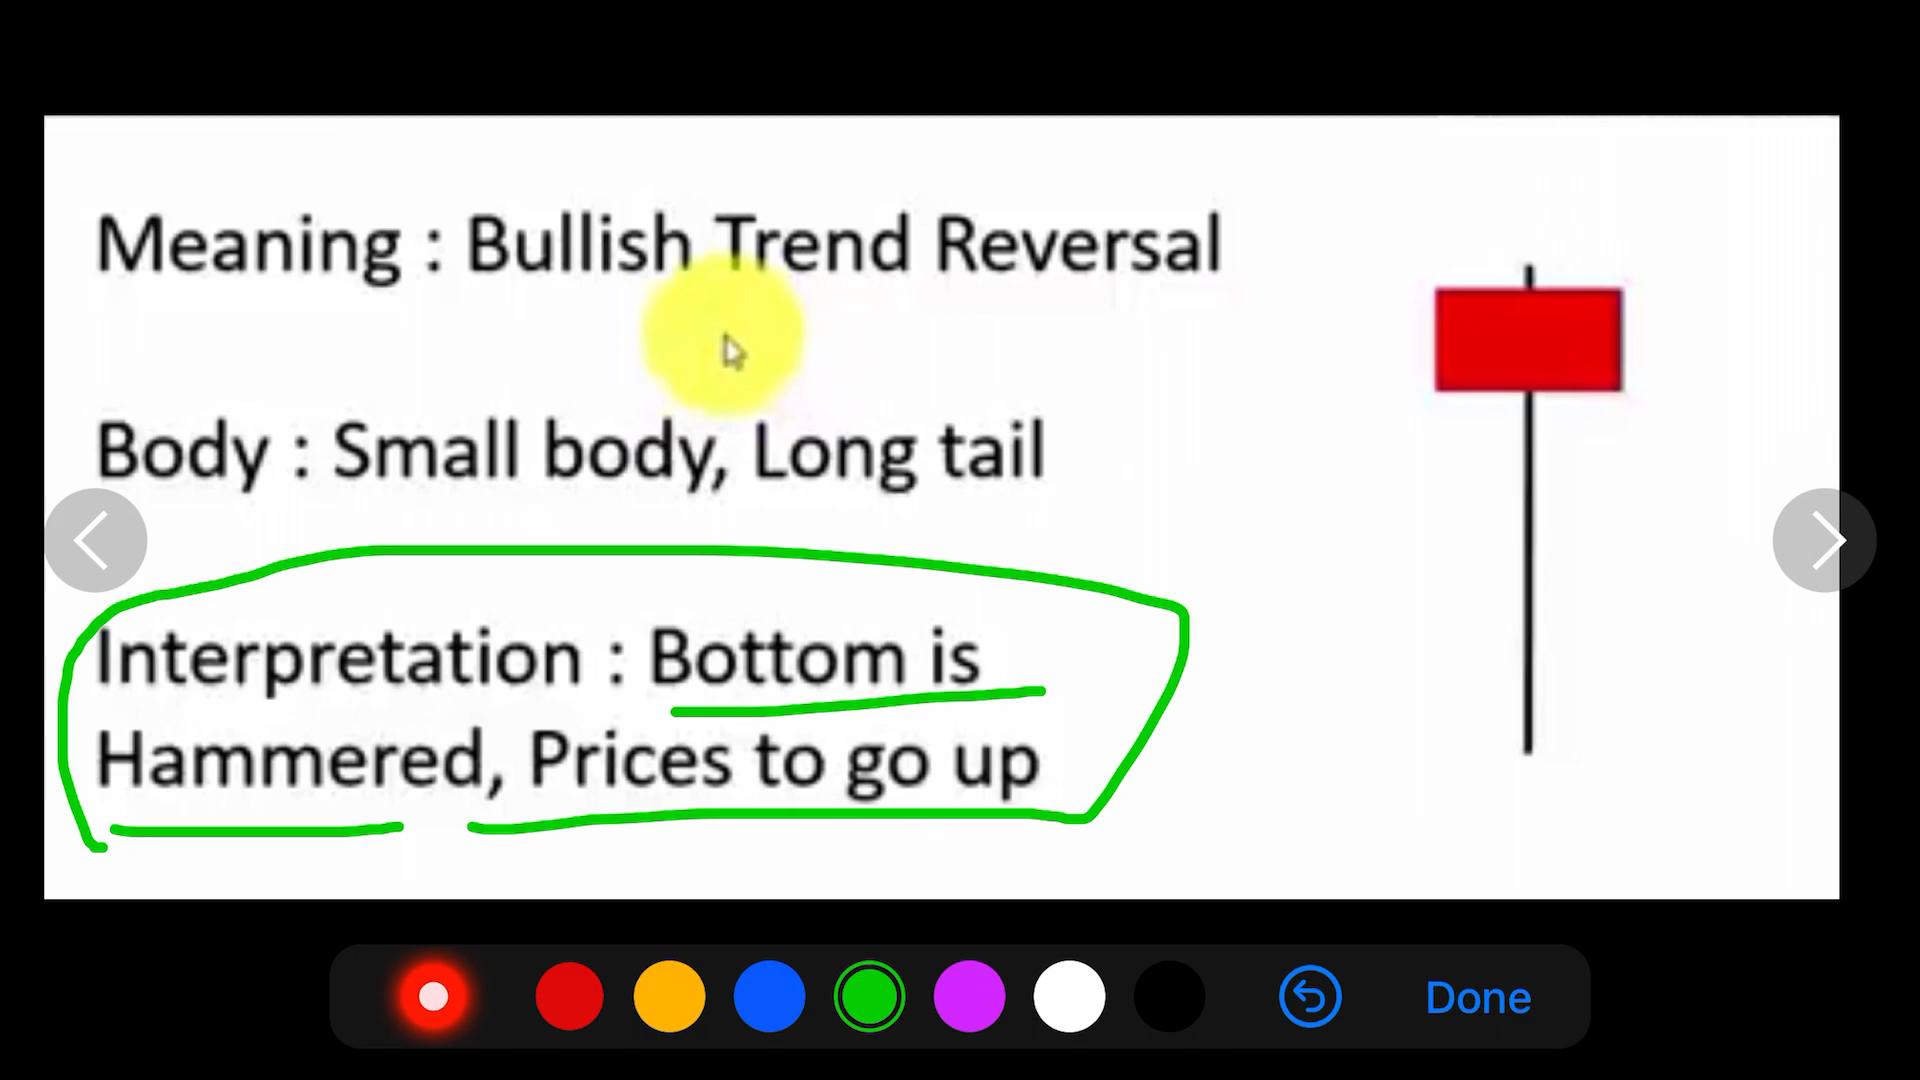 Meaning : Bullish Trend Reversal
Body : Small body, Long tail
Interpretation : Bottom is
Hammered, Prices to go up
Done